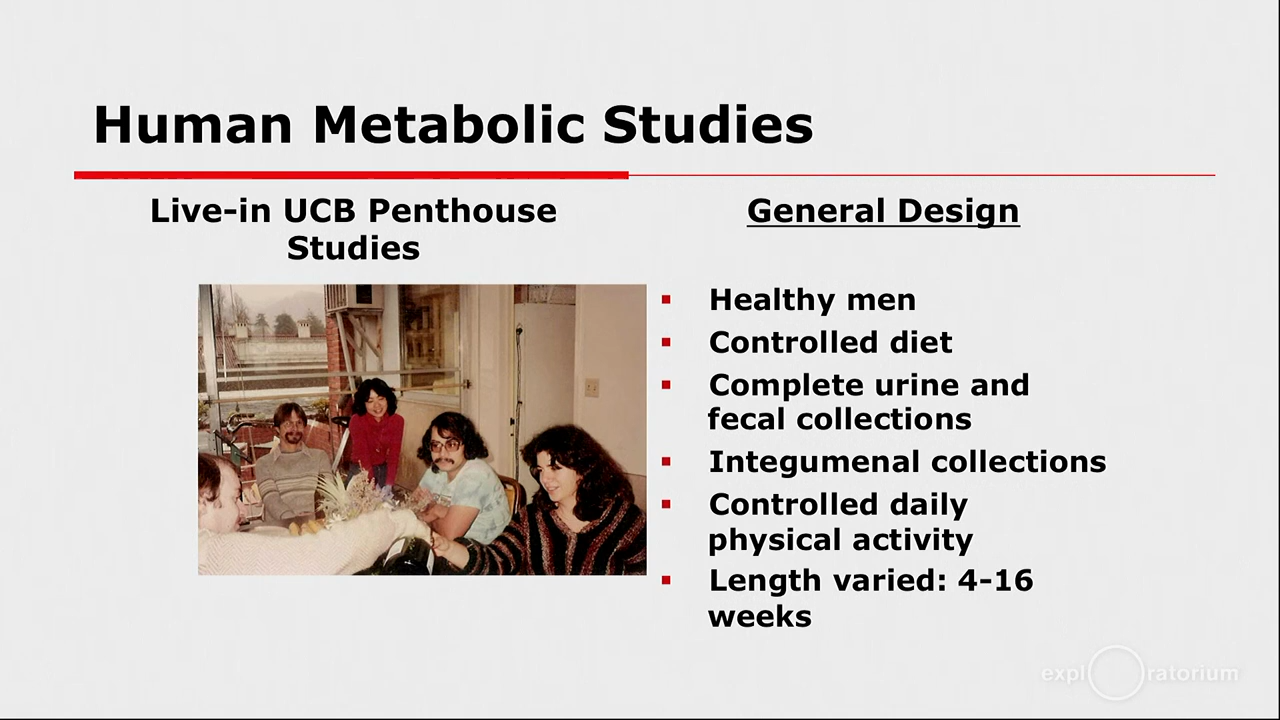 Human Metabolic Studies
Live-in UCB Penthouse
Studies
General Design
Healthy men
Controlled diet
Complete urine and
fecal collections
Integumenal collections
Controlled daily
physical activity
Length varied: 4-16
weeks
expl ratorium